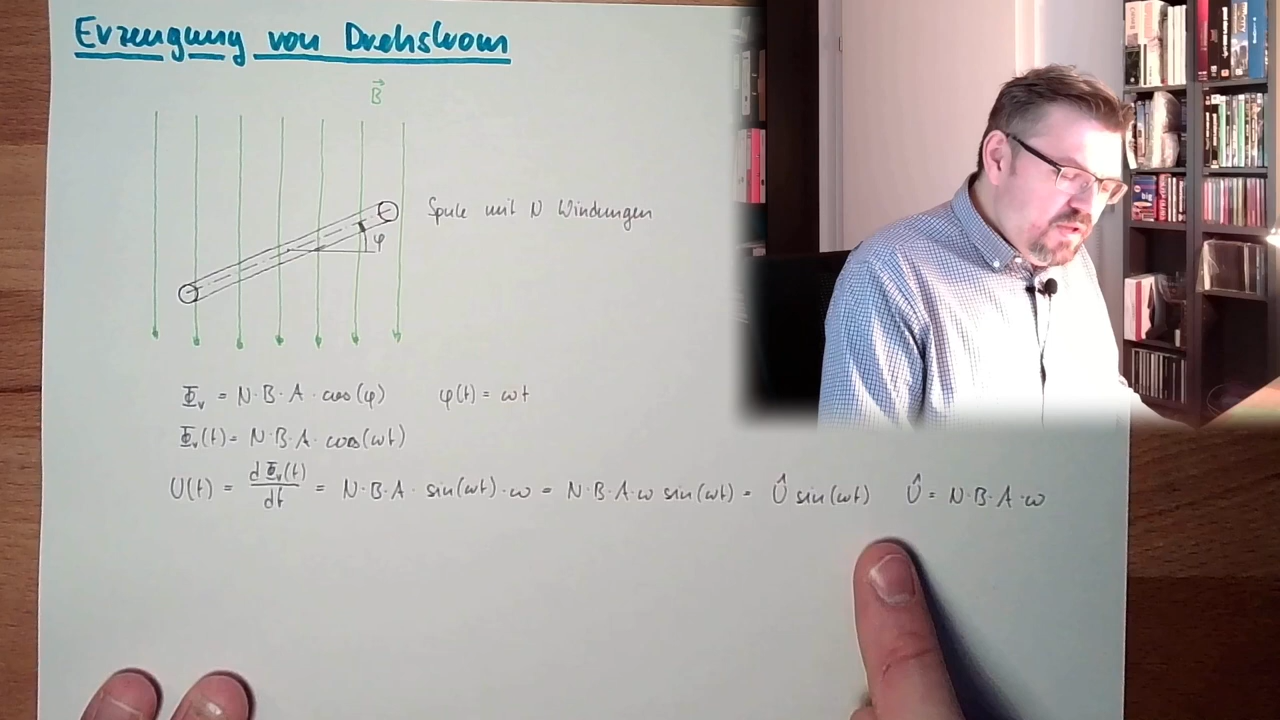 Erzeugung von Drehstrom
B⃗
Spule mit N Windungen
φ
Φᵥ = N·B·A·cos(φ) φ(t) = ωt
Φᵥ(t) = N·B·A·cos(ωt)
U(t) = dΦᵥ(t)/dt = N·B·A·sin(ωt)·ω = N·B·A·ω sin(ωt) = Û sin(ωt) Û = N·B·A·ω
big